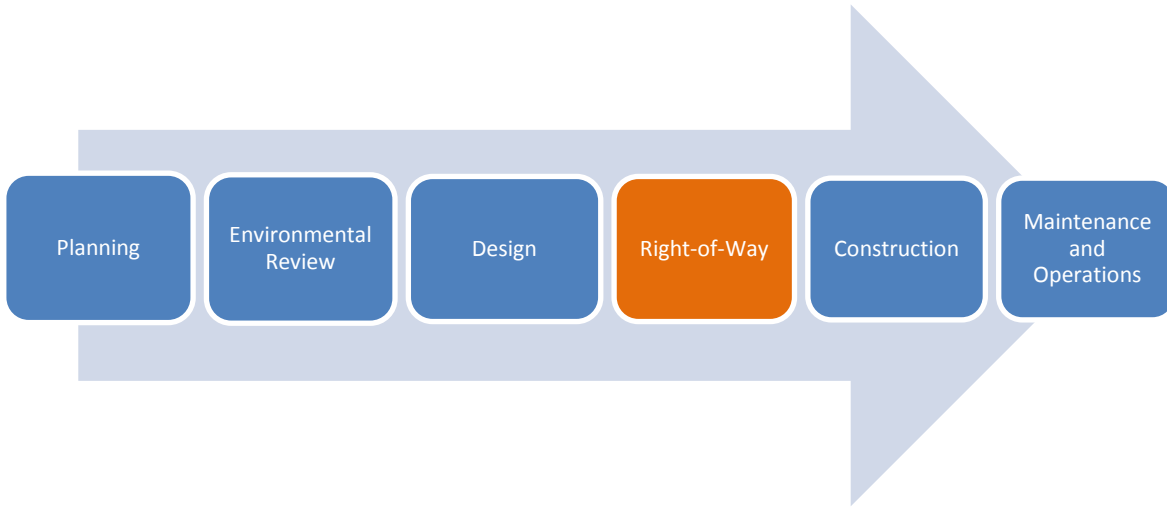 Planning
Environmental
Review
Design
Right-of-Way
Construction
Maintenance
and
Operations